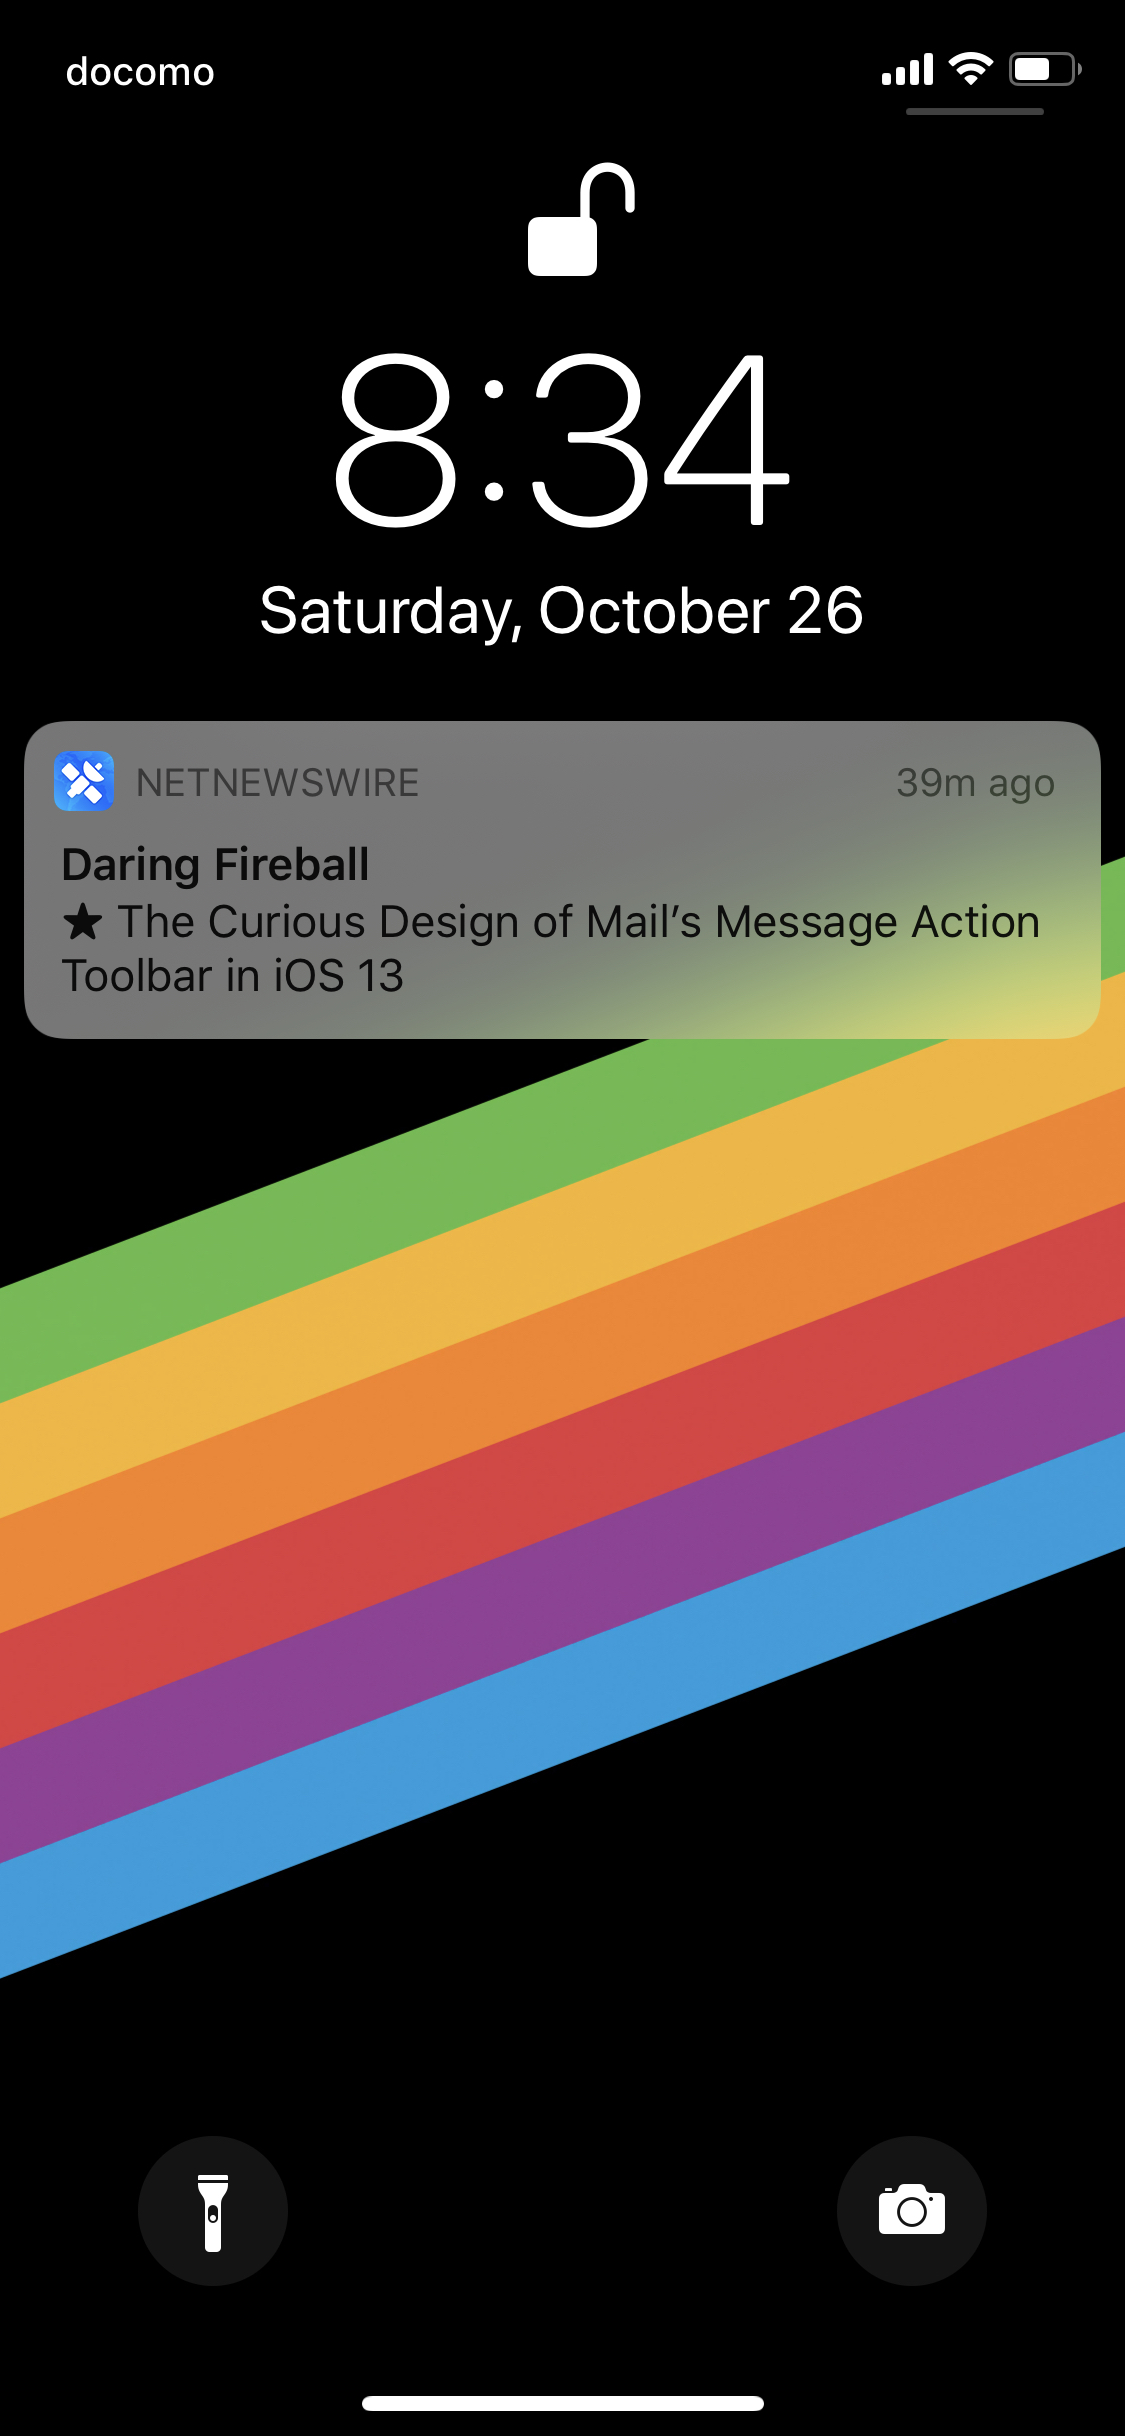 docomo
8:34
Saturday, October 26
NETNEWSWIRE
39m ago
Daring Fireball
★ The Curious Design of Mail’s Message Action
Toolbar in iOS 13